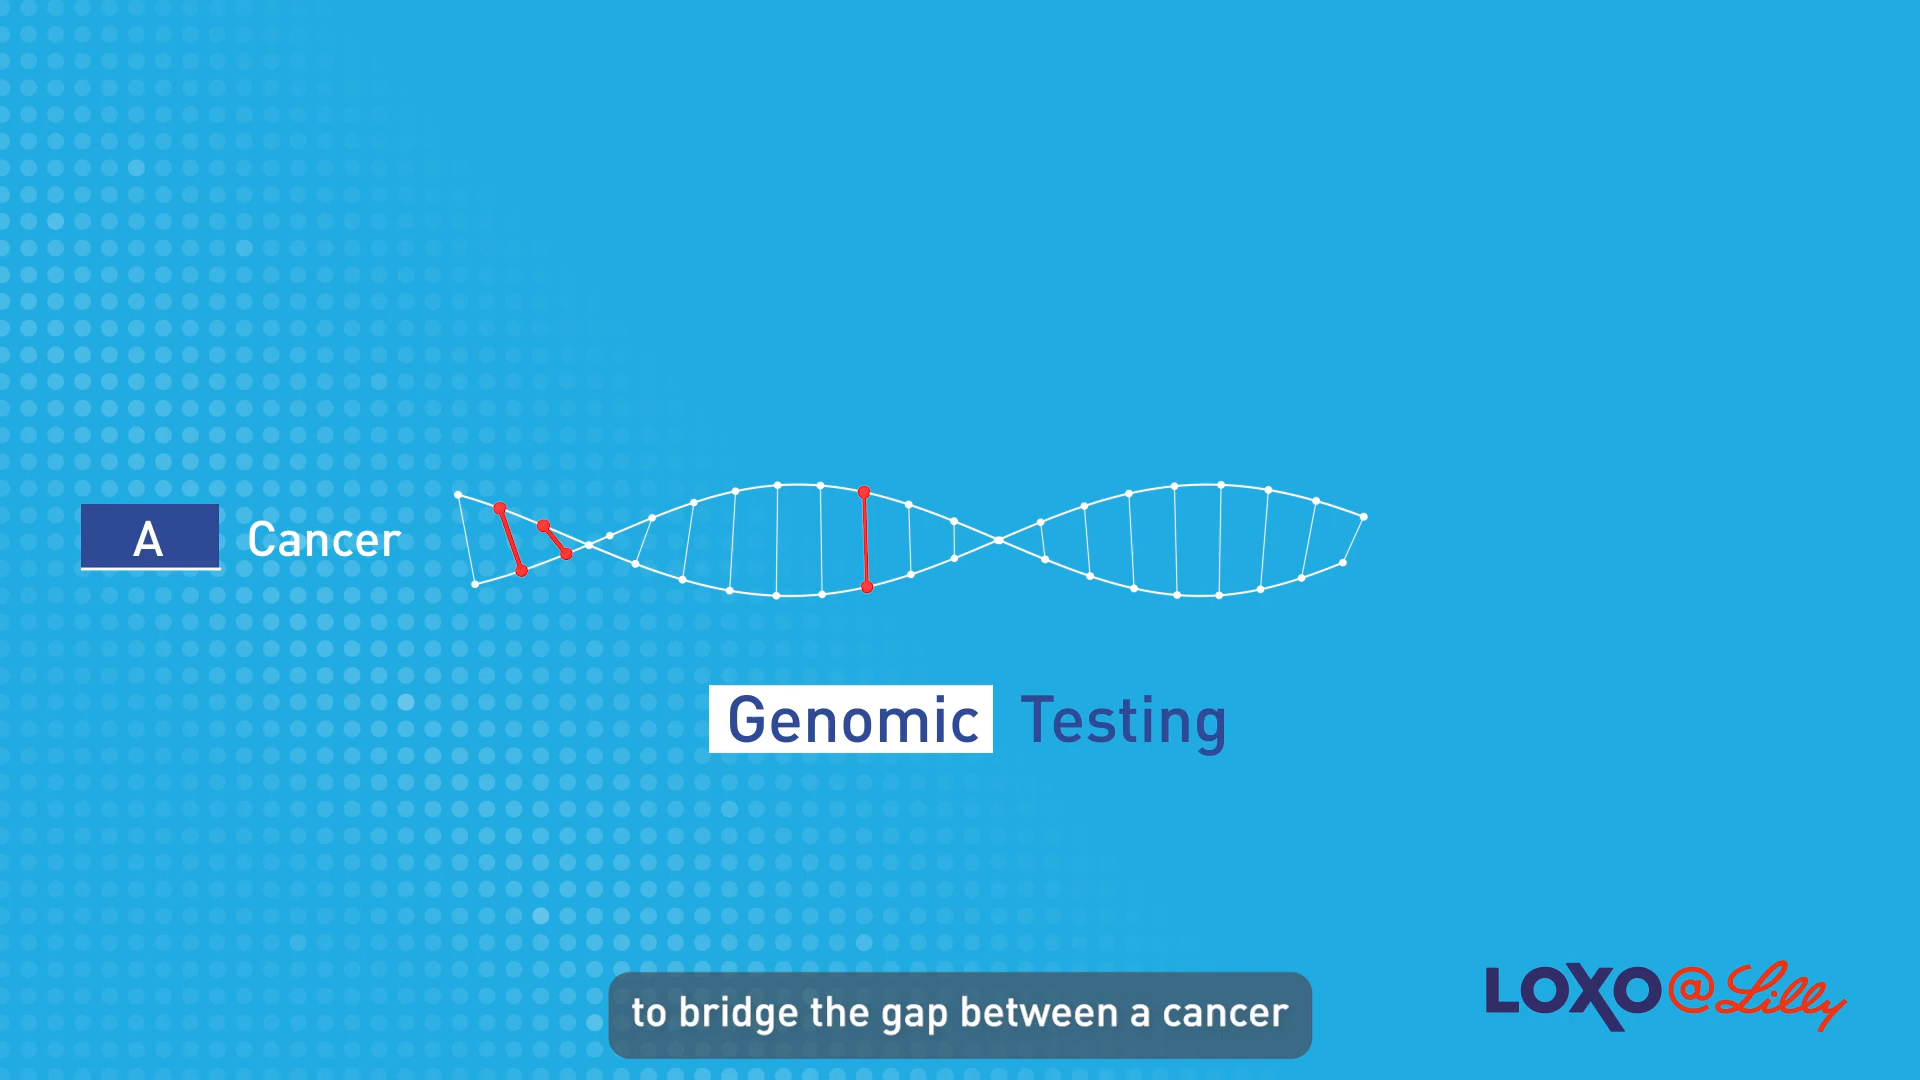 A Cancer
Genomic Testing
to bridge the gap between a cancer
LOXO@Lilly